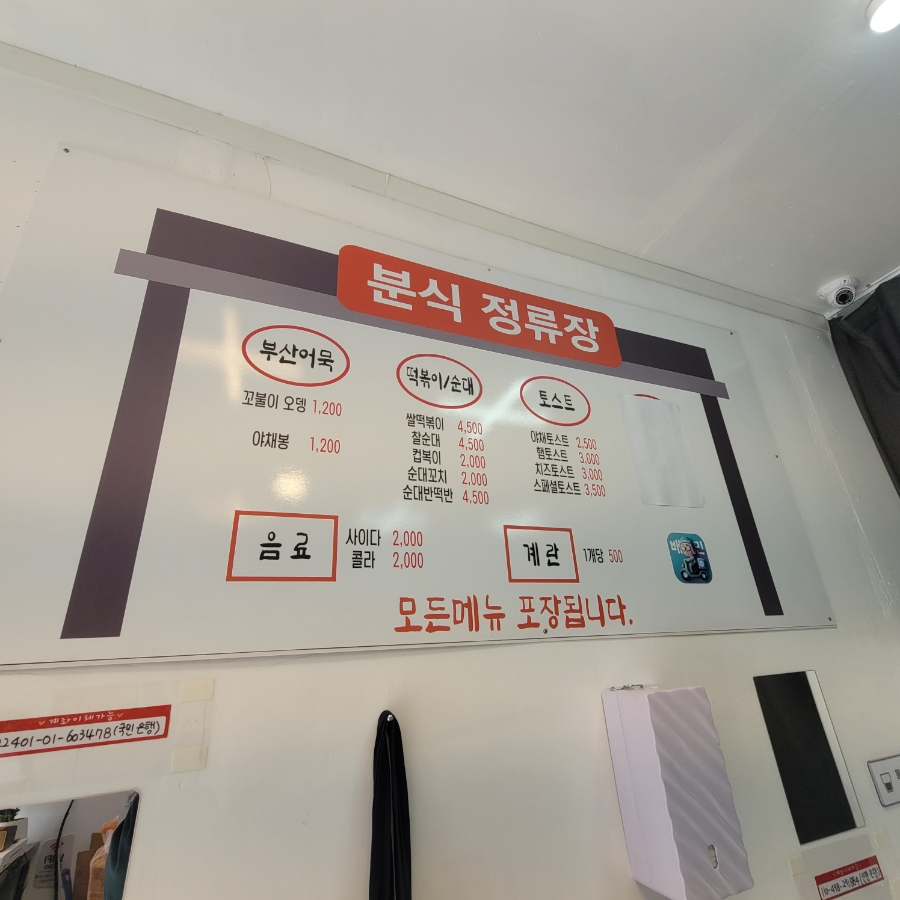 분식 정류장
부산어묵
꼬불이 오뎅 1,200
야채봉 1,200
떡볶이/순대
쌀떡볶이 4,500
찰순대 4,500
컵볶이 2,000
순대꼬치 2,000
순대반떡반 4,500
토스트
야채토스트 2,500
햄토스트 3,000
치즈토스트 3,000
스페셜토스트 3,500
음료
사이다 2,000
콜라 2,000
계란
1개당 500
모든메뉴 포장됩니다.
계좌이체가능
2401-01-603478(국민은행)